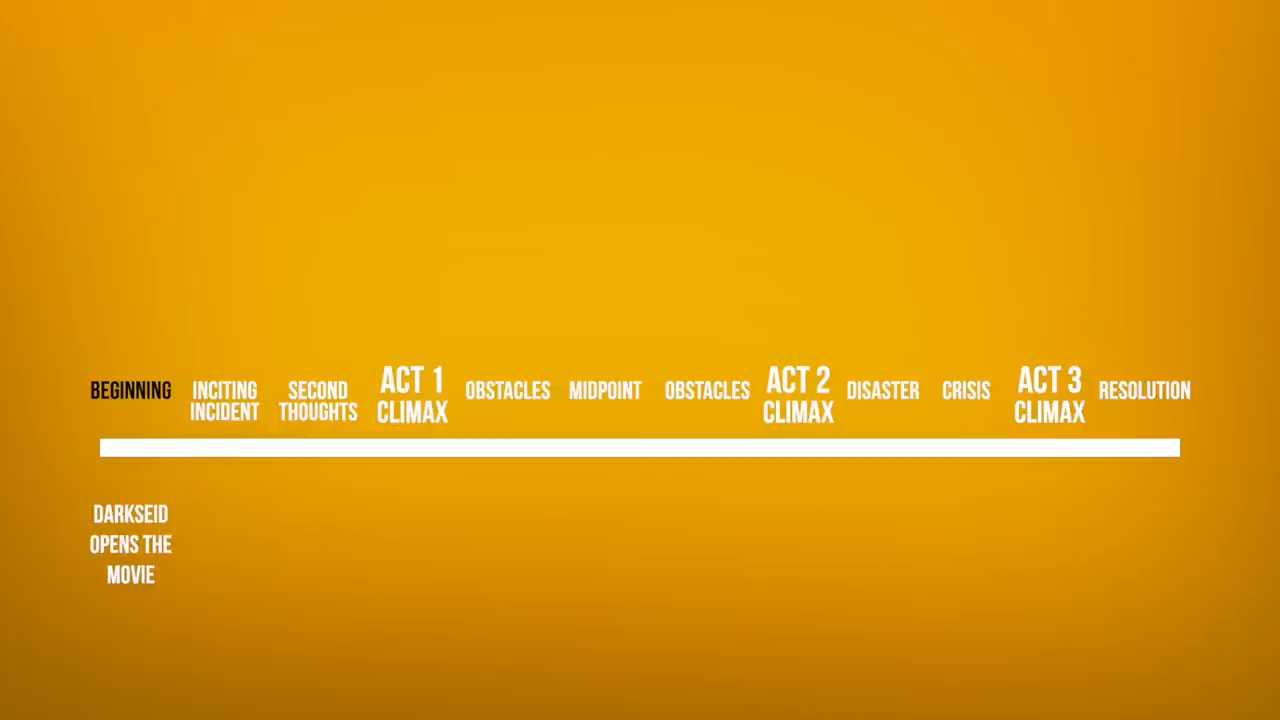 BEGINNING
INCITING
INCIDENT
SECOND
THOUGHTS
ACT 1
CLIMAX
OBSTACLES
MIDPOINT
OBSTACLES
ACT 2
CLIMAX
DISASTER
CRISIS
ACT 3
CLIMAX
RESOLUTION
DARKSEID
OPENS THE
MOVIE